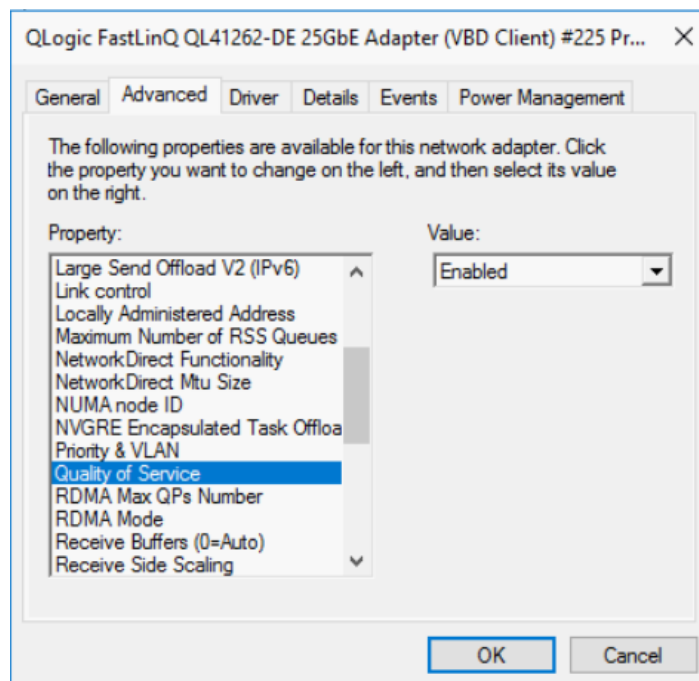 QLogic FastLinQ QL41262-DE 25GbE Adapter (VBD Client) #225 Pr...
General Advanced Driver Details Events Power Management
The following properties are available for this network adapter. Click
the property you want to change on the left, and then select its value
on the right.
Property:
Value:
Large Send Offload V2 (IPv6)
Link control
Locally Administered Address
Maximum Number of RSS Queues
NetworkDirect Functionality
NetworkDirect Mtu Size
NUMA node ID
NVGRE Encapsulated Task Offloa
Priority & VLAN
Quality of Service
RDMA Max QPs Number
RDMA Mode
Receive Buffers (0=Auto)
Receive Side Scaling
Enabled
OK Cancel